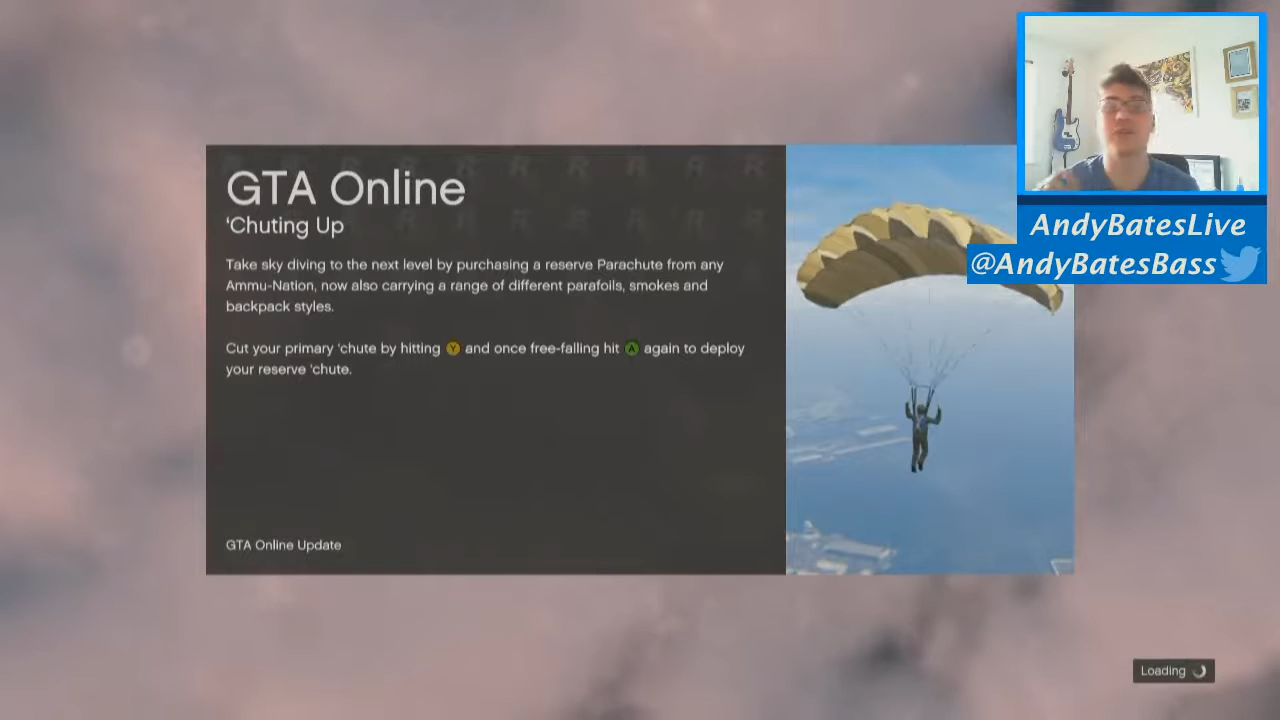 GTA Online
‘Chuting Up
Take sky diving to the next level by purchasing a reserve Parachute from any
Ammu-Nation, now also carrying a range of different parafoils, smokes and
backpack styles.
Cut your primary ‘chute by hitting Y and once free-falling hit A again to deploy
your reserve ‘chute.
GTA Online Update
AndyBatesLive
@AndyBatesBass
Loading